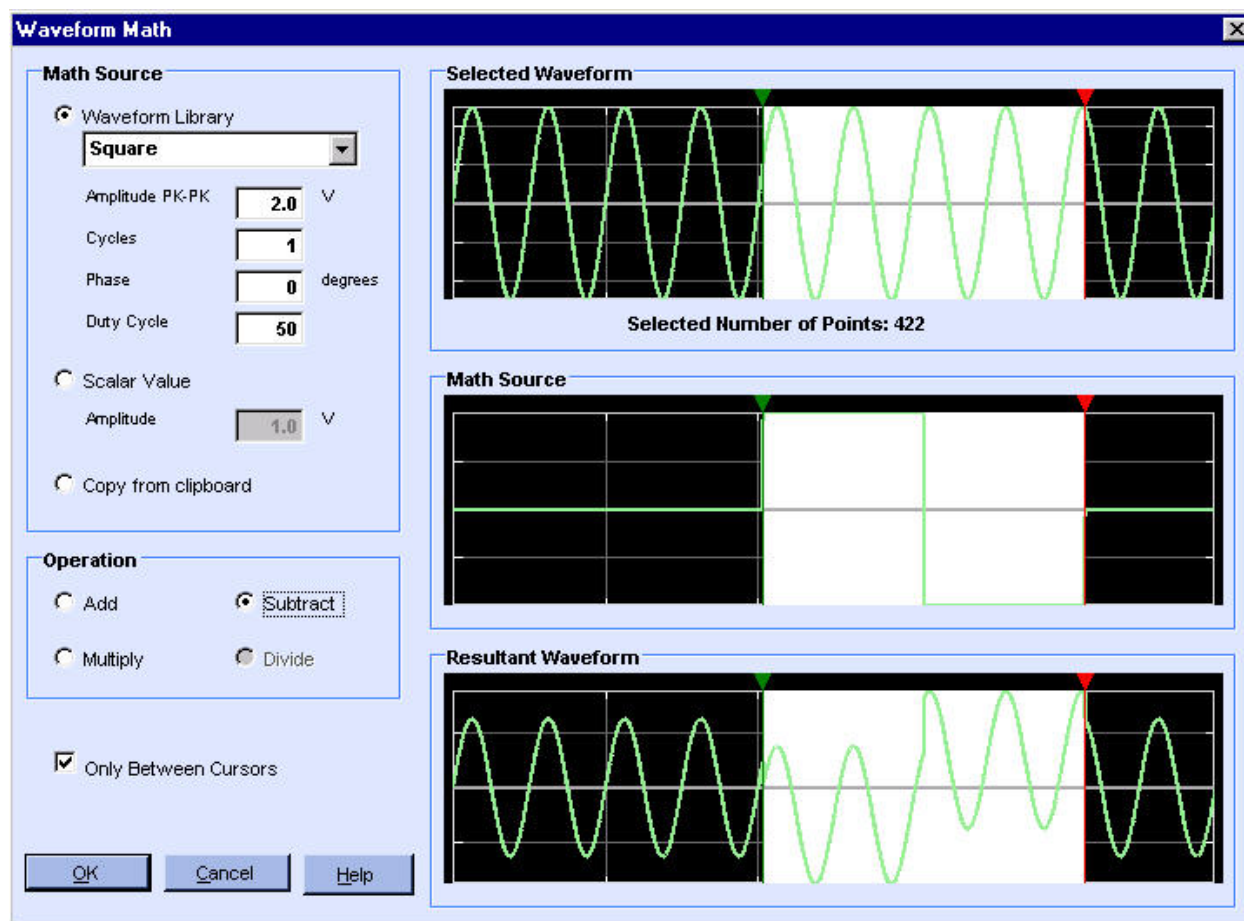 Waveform Math
Math Source
Waveform Library
Square
Amplitude PK-PK 2.0 V
Cycles 1
Phase 0 degrees
Duty Cycle 50
Scalar Value
Amplitude 1.0 V
Copy from clipboard
Operation
Add Subtract
Multiply Divide
Only Between Cursors
OK Cancel Help
Selected Waveform
Selected Number of Points: 422
Math Source
Resultant Waveform